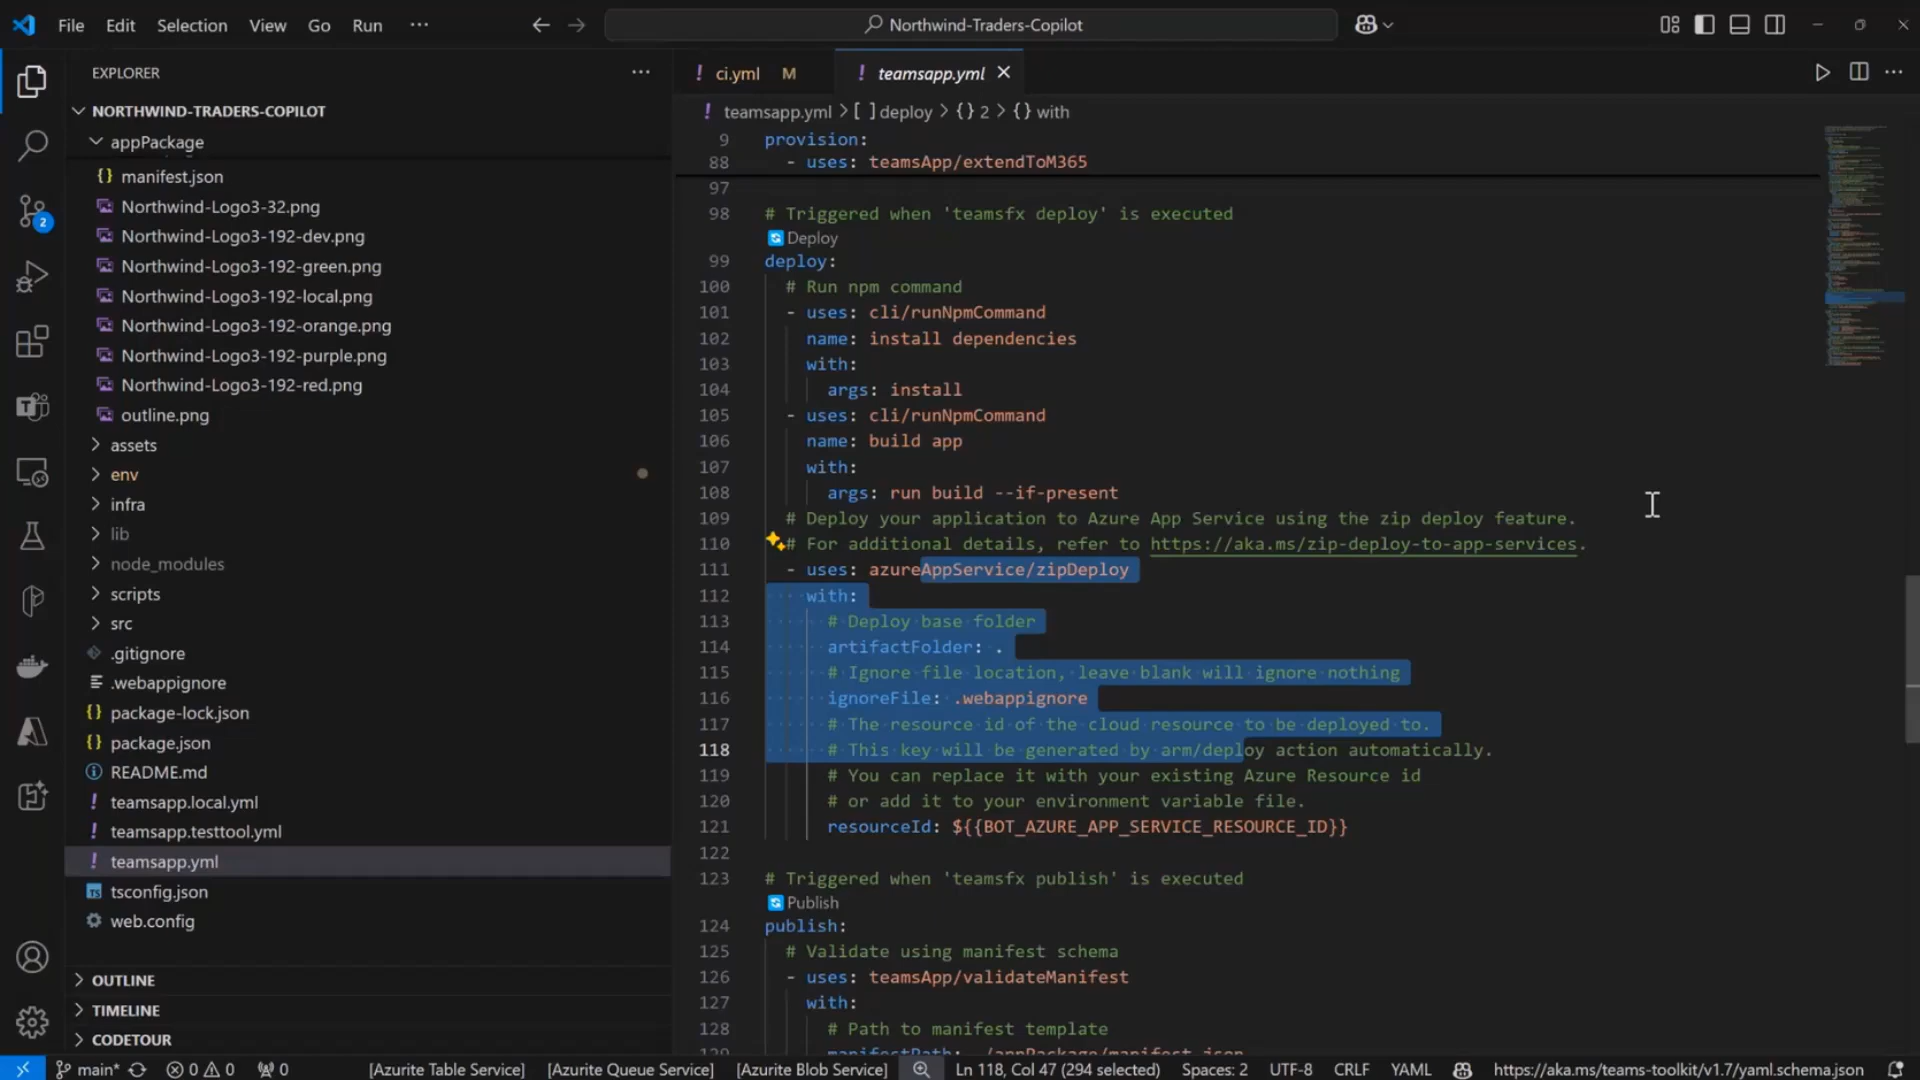 File Edit Selection View Go Run ··· Northwind-Traders-Copilot
EXPLORER
NORTHWIND-TRADERS-COPILOT
appPackage
{} manifest.json
Northwind-Logo3-32.png
Northwind-Logo3-192-dev.png
Northwind-Logo3-192-green.png
Northwind-Logo3-192-local.png
Northwind-Logo3-192-orange.png
Northwind-Logo3-192-purple.png
Northwind-Logo3-192-red.png
outline.png
assets
env
infra
lib
node_modules
scripts
src
.gitignore
.webappignore
{} package-lock.json
{} package.json
README.md
! teamsapp.local.yml
! teamsapp.testtool.yml
! teamsapp.yml
TS tsconfig.json
web.config
OUTLINE
TIMELINE
CODETOUR
2
! ci.yml M ! teamsapp.yml
! teamsapp.yml > [ ] deploy > {} 2 > {} with
9 provision:
88 - uses: teamsApp/extendToM365
97
98 # Triggered when 'teamsfx deploy' is executed
Deploy
99 deploy:
100 # Run npm command
101 - uses: cli/runNpmCommand
102 name: install dependencies
103 with:
104 args: install
105 - uses: cli/runNpmCommand
106 name: build app
107 with:
108 args: run build --if-present
109 # Deploy your application to Azure App Service using the zip deploy feature.
110 # For additional details, refer to https://aka.ms/zip-deploy-to-app-services.
111 - uses: azureAppService/zipDeploy
112 with:
113 # Deploy base folder
114 artifactFolder: .
115 # Ignore file location, leave blank will ignore nothing
116 ignoreFile: .webappignore
117 # The resource id of the cloud resource to be deployed to.
118 # This key will be generated by arm/deploy action automatically.
119 # You can replace it with your existing Azure Resource id
120 # or add it to your environment variable file.
121 resourceId: ${{BOT_AZURE_APP_SERVICE_RESOURCE_ID}}
122
123 # Triggered when 'teamsfx publish' is executed
Publish
124 publish:
125 # Validate using manifest schema
126 - uses: teamsApp/validateManifest
127 with:
128 # Path to manifest template
129 manifestPath: ./appPackage/manifest.json
main* 0 0 0 [Azurite Table Service] [Azurite Queue Service] [Azurite Blob Service] Ln 118, Col 47 (294 selected) Spaces: 2 UTF-8 CRLF YAML https://aka.ms/teams-toolkit/v1.7/yaml.schema.json